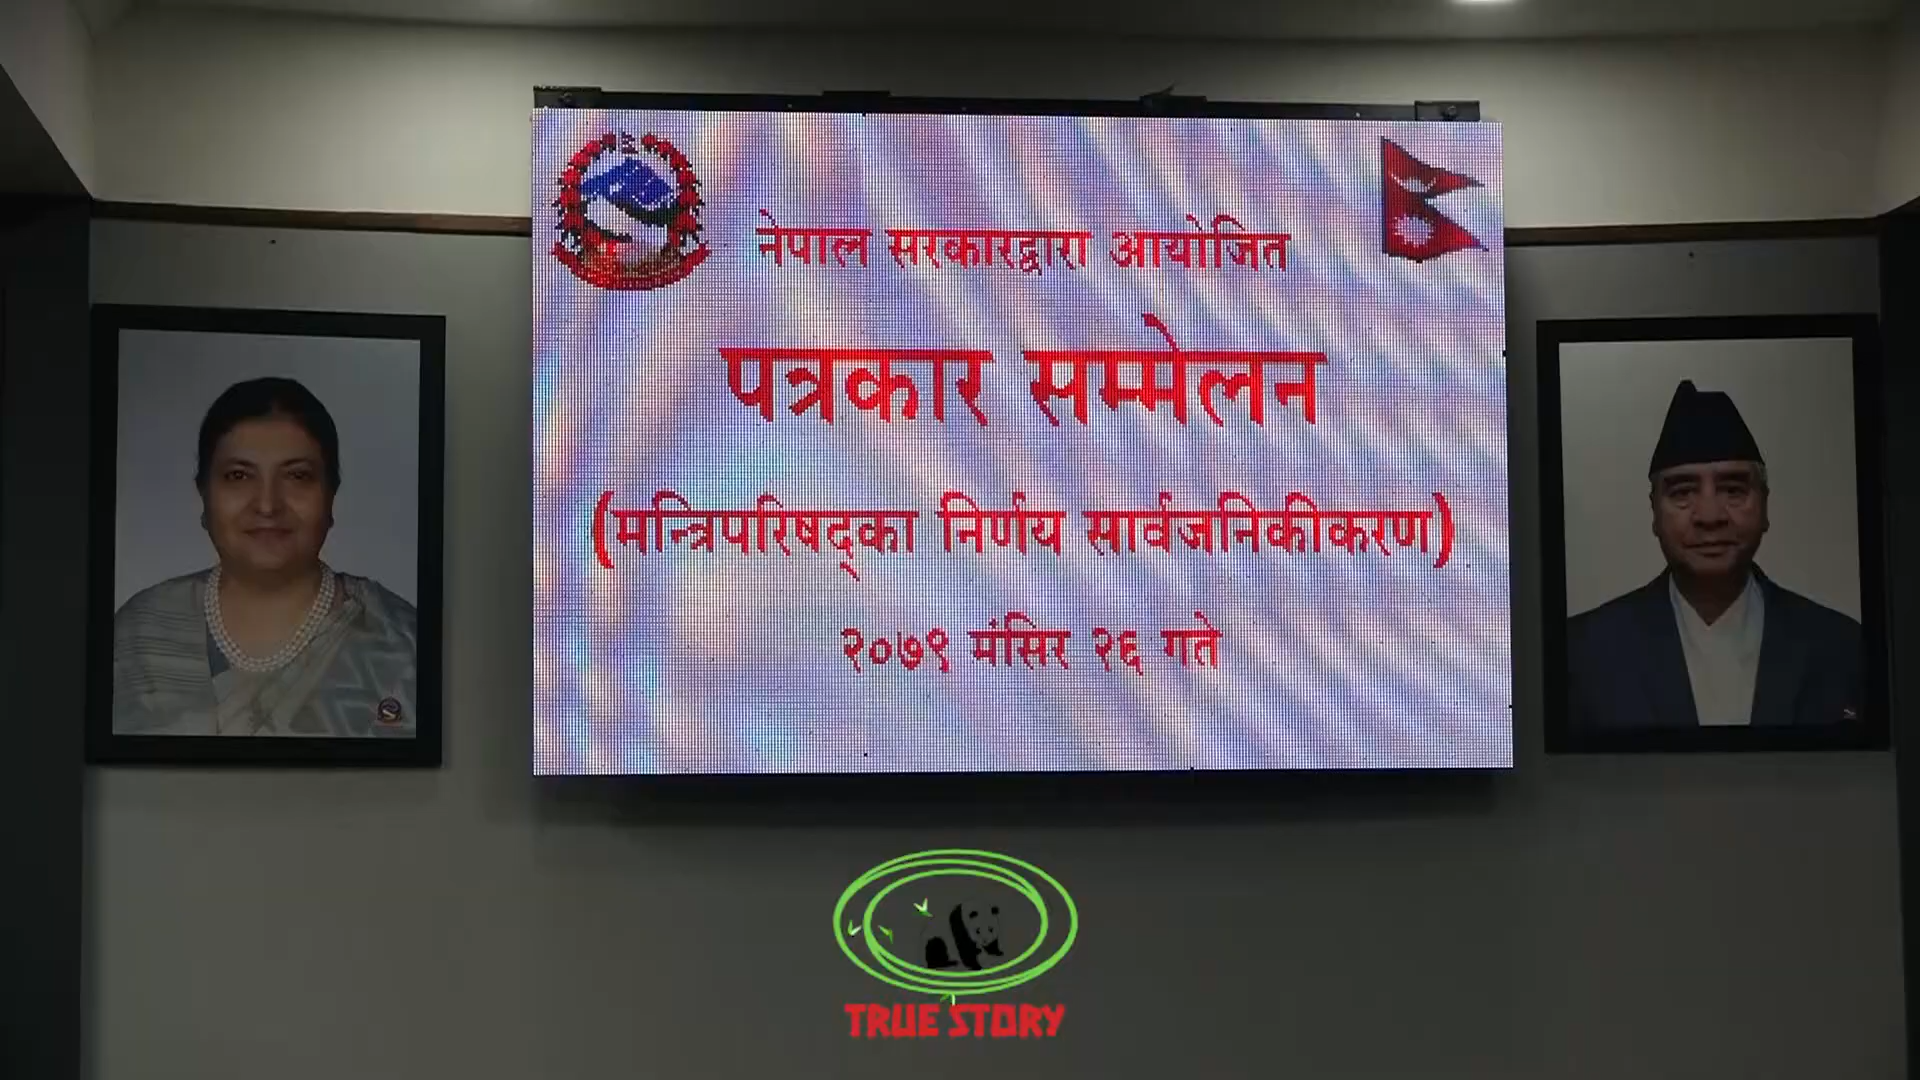 नेपाल सरकारद्वारा आयोजित
पत्रकार सम्मेलन
(मन्त्रिपरिषद्का निर्णय सार्वजनिकीकरण)
२०७९ मंसिर २६ गते
TRUE STORY